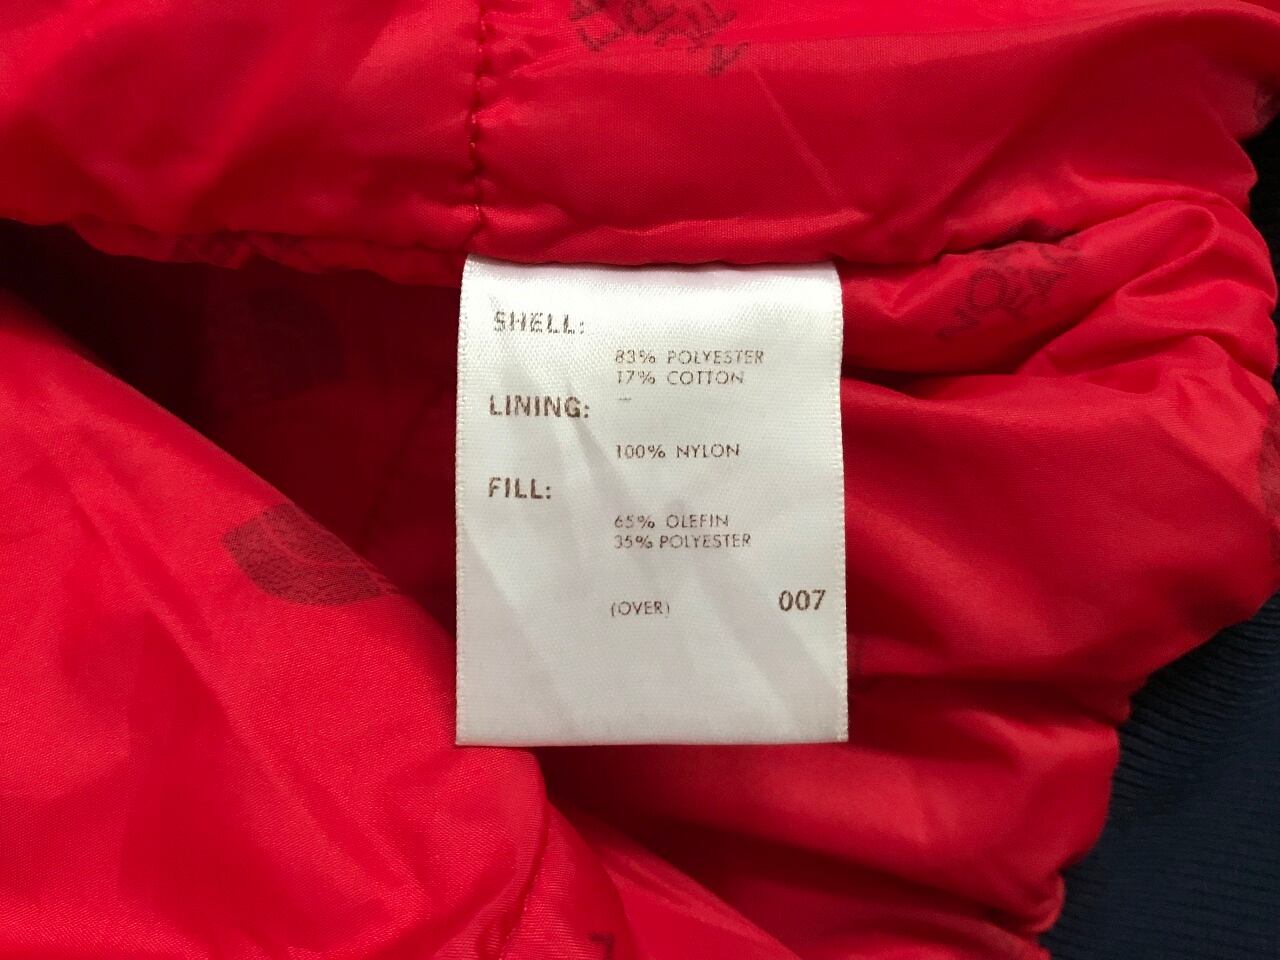 SHELL:
83% POLYESTER
17% COTTON
LINING:
100% NYLON
FILL:
65% OLEFIN
35% POLYESTER
(OVER)
007